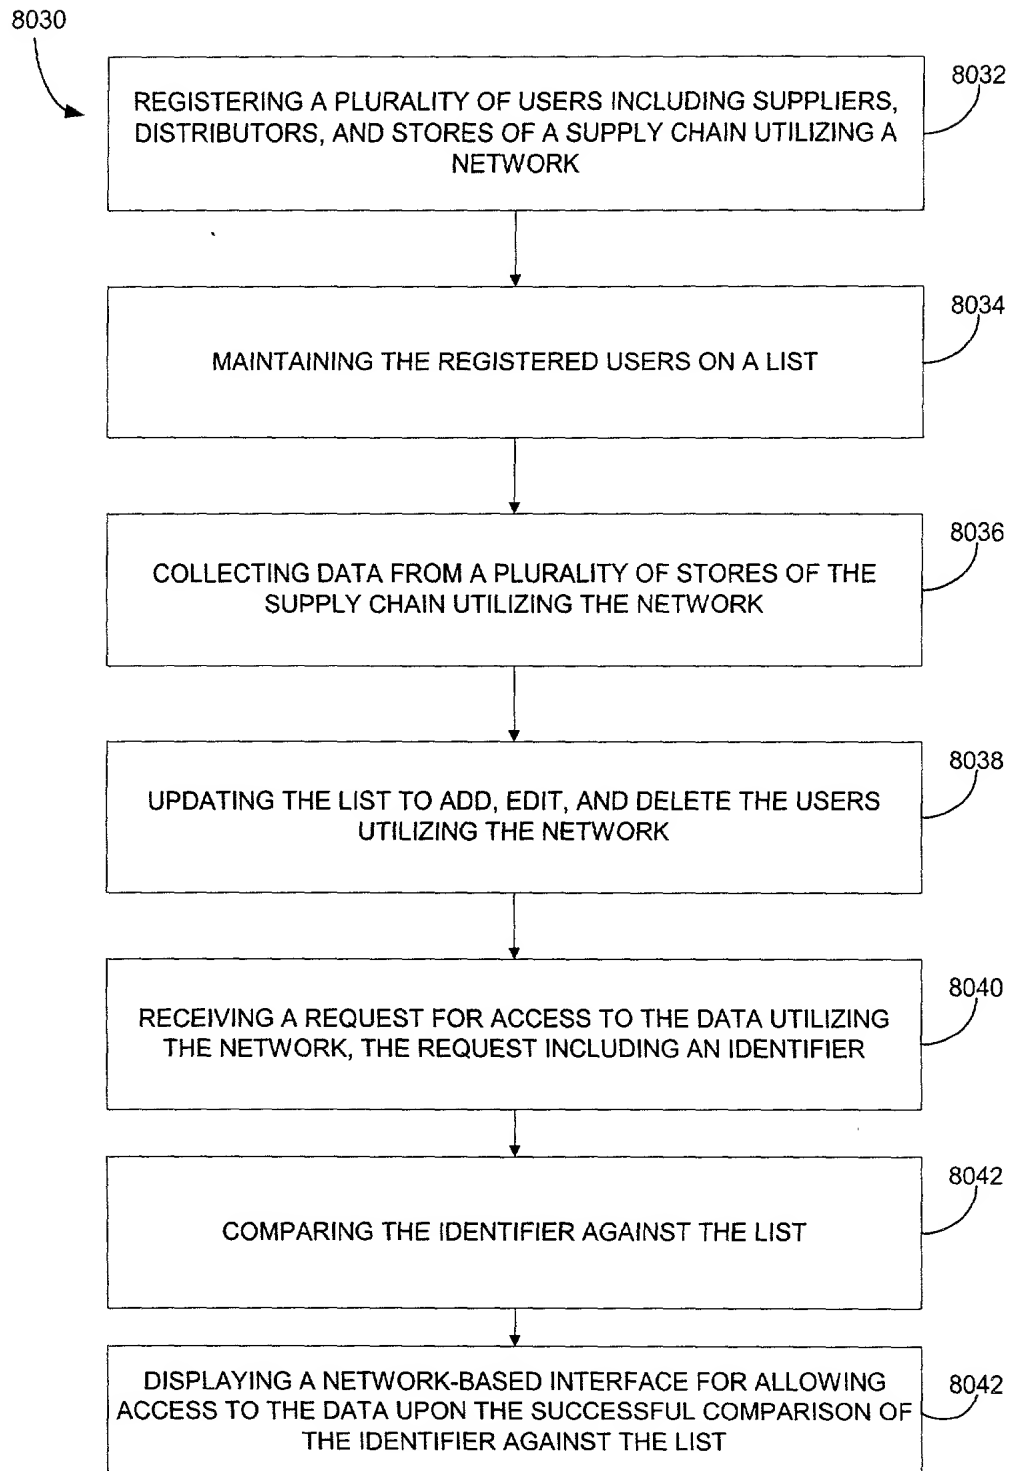 8030
8032
REGISTERING A PLURALITY OF USERS INCLUDING SUPPLIERS,
DISTRIBUTORS, AND STORES OF A SUPPLY CHAIN UTILIZING A
NETWORK
8034
MAINTAINING THE REGISTERED USERS ON A LIST
8036
COLLECTING DATA FROM A PLURALITY OF STORES OF THE
SUPPLY CHAIN UTILIZING THE NETWORK
8038
UPDATING THE LIST TO ADD, EDIT, AND DELETE THE USERS
UTILIZING THE NETWORK
8040
RECEIVING A REQUEST FOR ACCESS TO THE DATA UTILIZING
THE NETWORK, THE REQUEST INCLUDING AN IDENTIFIER
8042
COMPARING THE IDENTIFIER AGAINST THE LIST
8042
DISPLAYING A NETWORK-BASED INTERFACE FOR ALLOWING
ACCESS TO THE DATA UPON THE SUCCESSFUL COMPARISON OF
THE IDENTIFIER AGAINST THE LIST